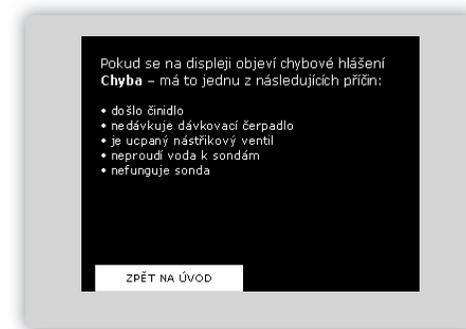 Pokud se na displeji objeví chybové hlášení
Chyba – má to jednu z následujících příčin:
• došlo činidlo
• nedávkuje dávkovací čerpadlo
• je ucpaný nástřikový ventil
• neproudí voda k sondám
• nefunguje sonda
ZPĚT NA ÚVOD